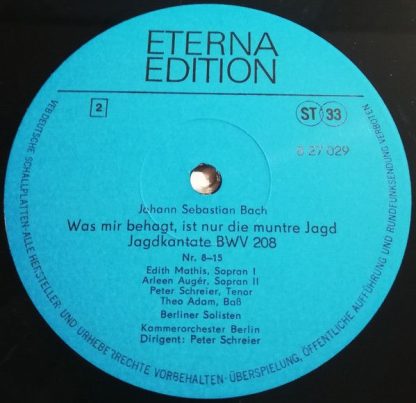 ETERNA
EDITION
2
ST 33
8 27 029
Johann Sebastian Bach
Was mir behagt, ist nur die muntre Jagd
Jagdkantate BWV 208
Nr. 8—15
Edith Mathis, Sopran I
Arleen Augér, Sopran II
Peter Schreier, Tenor
Theo Adam, Baß
Berliner Solisten
Kammerorchester Berlin
Dirigent: Peter Schreier
VEB DEUTSCHE SCHALLPLATTEN · ALLE HERSTELLER- UND URHEBERRECHTE VORBEHALTEN · ÜBERSPIELUNG, ÖFFENTLICHE AUFFÜHRUNG UND RUNDFUNKSENDUNG VERBOTEN